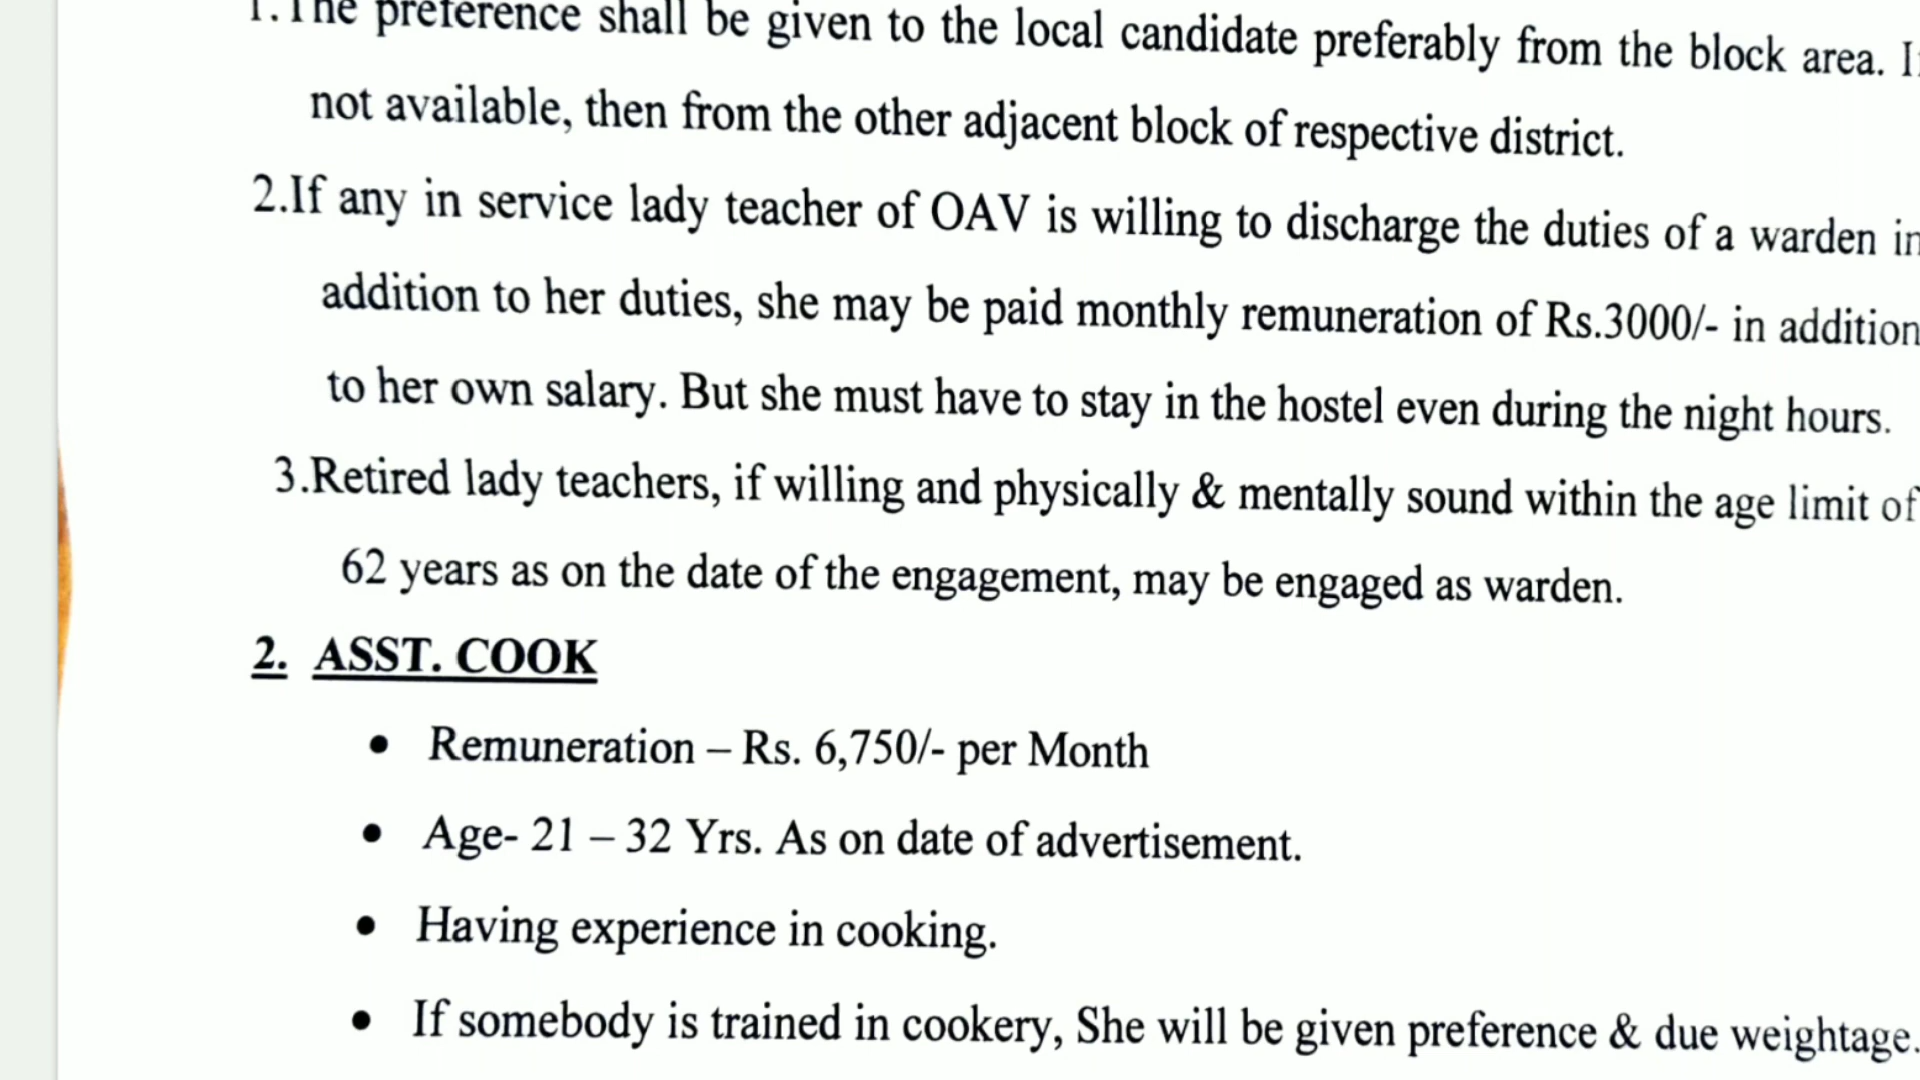 1.The preference shall be given to the local candidate preferably from the block area. If
not available, then from the other adjacent block of respective district.
2.If any in service lady teacher of OAV is willing to discharge the duties of a warden in
addition to her duties, she may be paid monthly remuneration of Rs.3000/- in addition
to her own salary. But she must have to stay in the hostel even during the night hours.
3.Retired lady teachers, if willing and physically & mentally sound within the age limit of
62 years as on the date of the engagement, may be engaged as warden.
2. ASST. COOK
• Remuneration – Rs. 6,750/- per Month
• Age- 21 – 32 Yrs. As on date of advertisement.
• Having experience in cooking.
• If somebody is trained in cookery, She will be given preference & due weightage.